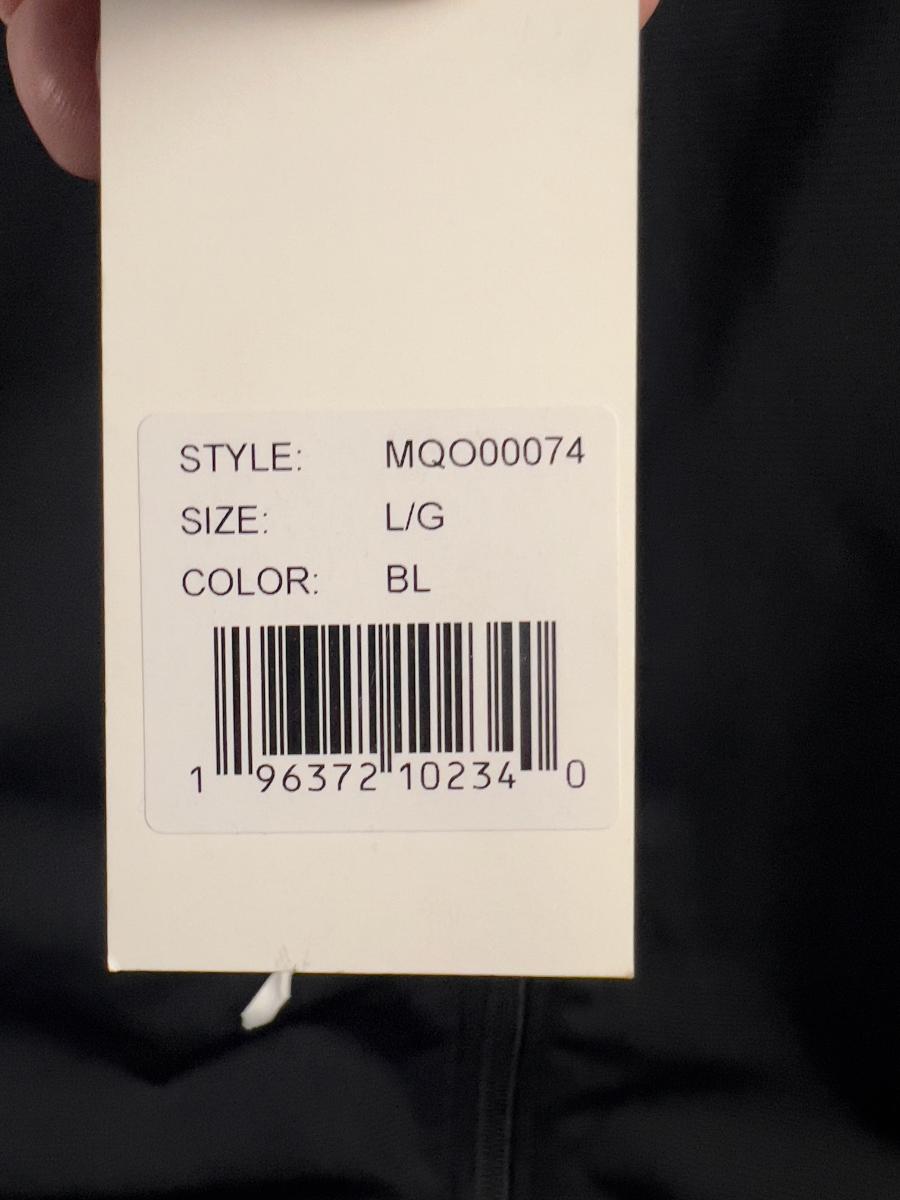 STYLE: MQO00074
SIZE: L/G
COLOR: BL
1 96372 10234 0